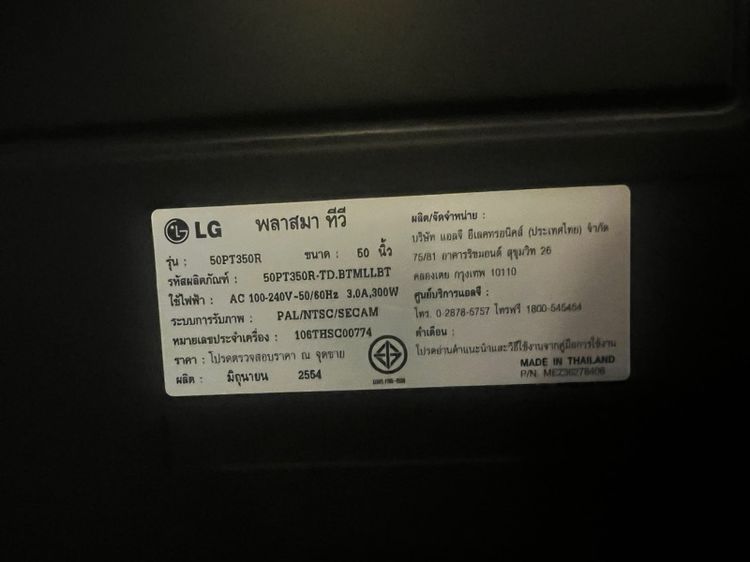 LG พลาสมา ทีวี
รุ่น : 50PT350R ขนาด : 50 นิ้ว
รหัสผลิตภัณฑ์ : 50PT350R-TD.BTMLLBT
ใช้ไฟฟ้า : AC 100-240V~50/60Hz 3.0A,300W
ระบบการรับภาพ : PAL/NTSC/SECAM
หมายเลขประจำเครื่อง : 106THSC00774
ราคา : โปรดตรวจสอบราคา ณ จุดขาย
ผลิต : มิถุนายน 2554
ผลิต/จัดจำหน่าย :
บริษัท แอลจี อีเลคทรอนิคส์ (ประเทศไทย) จำกัด
75/81 อาคารริชมอนด์ สุขุมวิท 26
คลองเตย กรุงเทพ 10110
ศูนย์บริการแอลจี :
โทร. 0-2878-5757 โทรฟรี 1800-545454
คำเตือน :
โปรดอ่านคำแนะนำและวิธีใช้งานจากคู่มือการใช้งาน
MADE IN THAILAND
P/N. MEZ36278408